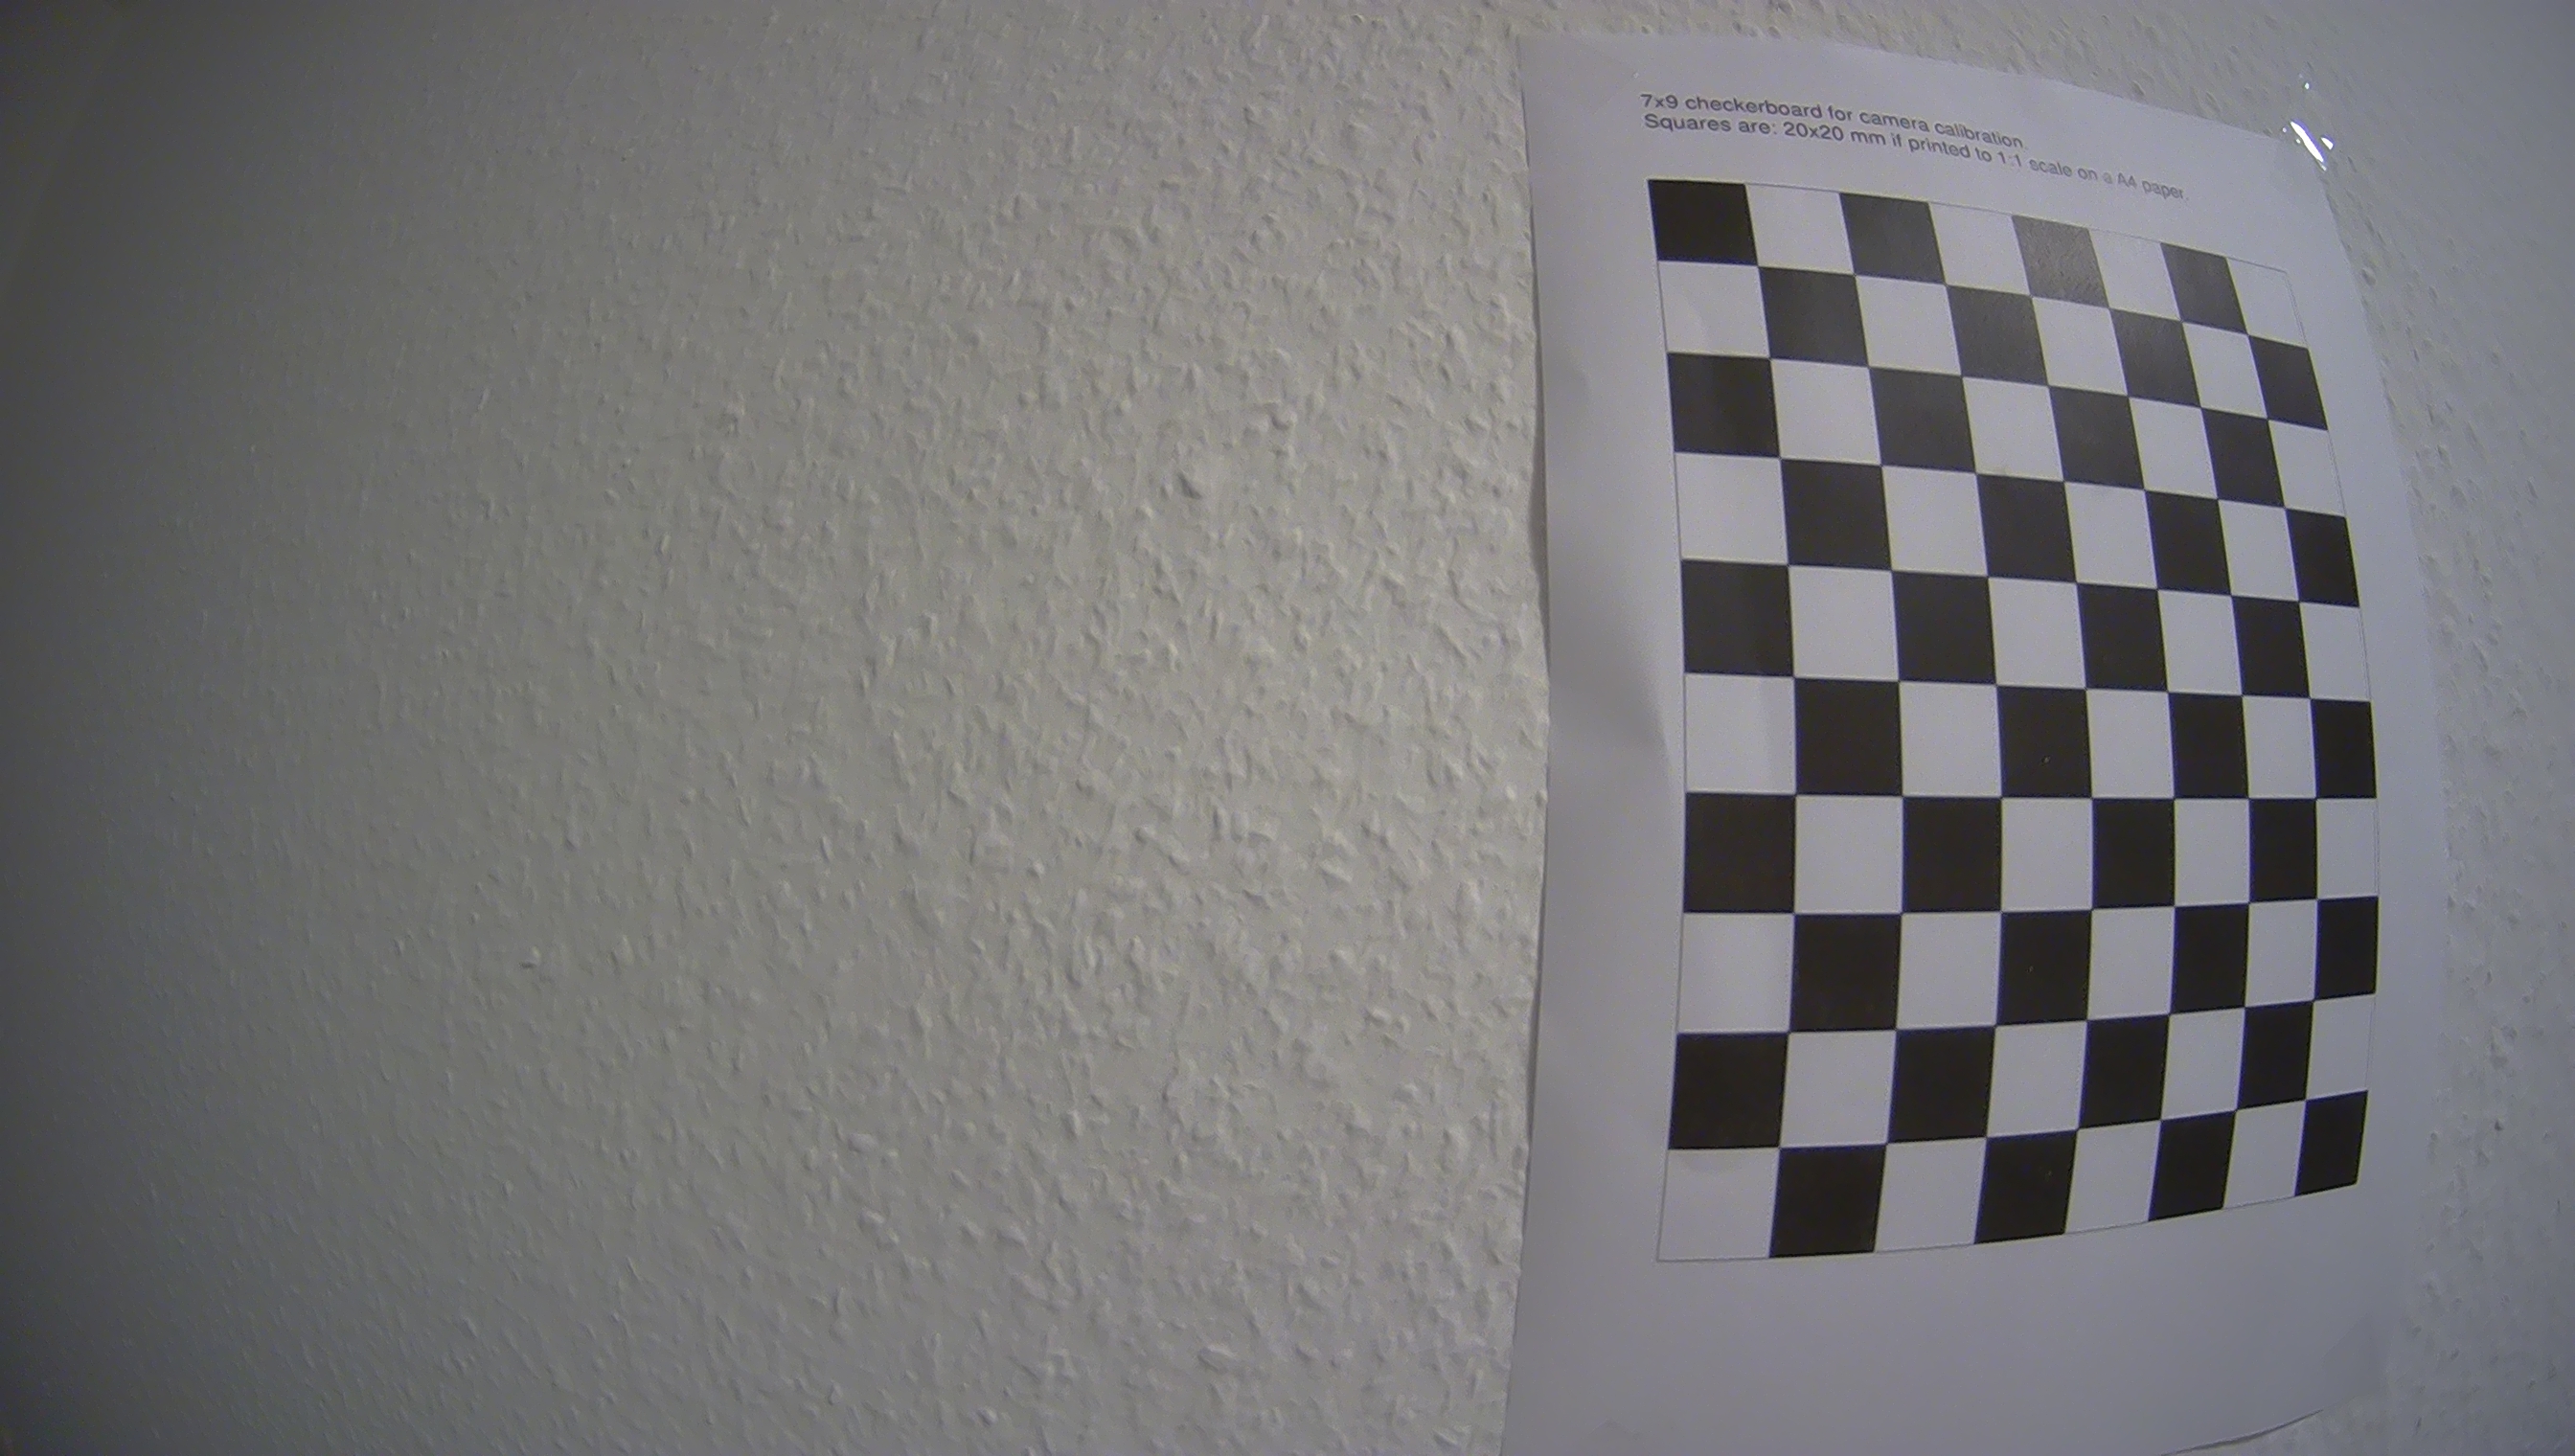 7x9 checkerboard for camera calibration.
Squares are: 20x20 mm if printed to 1:1 scale on a A4 paper.